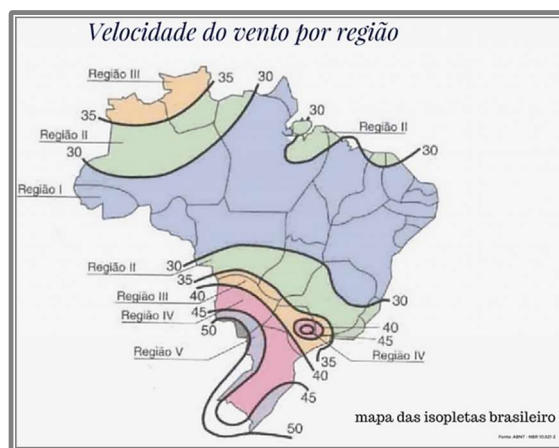 Velocidade do vento por região
Região III
35
30
35
30
Região II
Região II
30
30
Região I
Região II
30
35
Região III
40
30
Região IV
45
50
40
45
Região V
Região IV
35
40
45
50
mapa das isopletas brasileiro